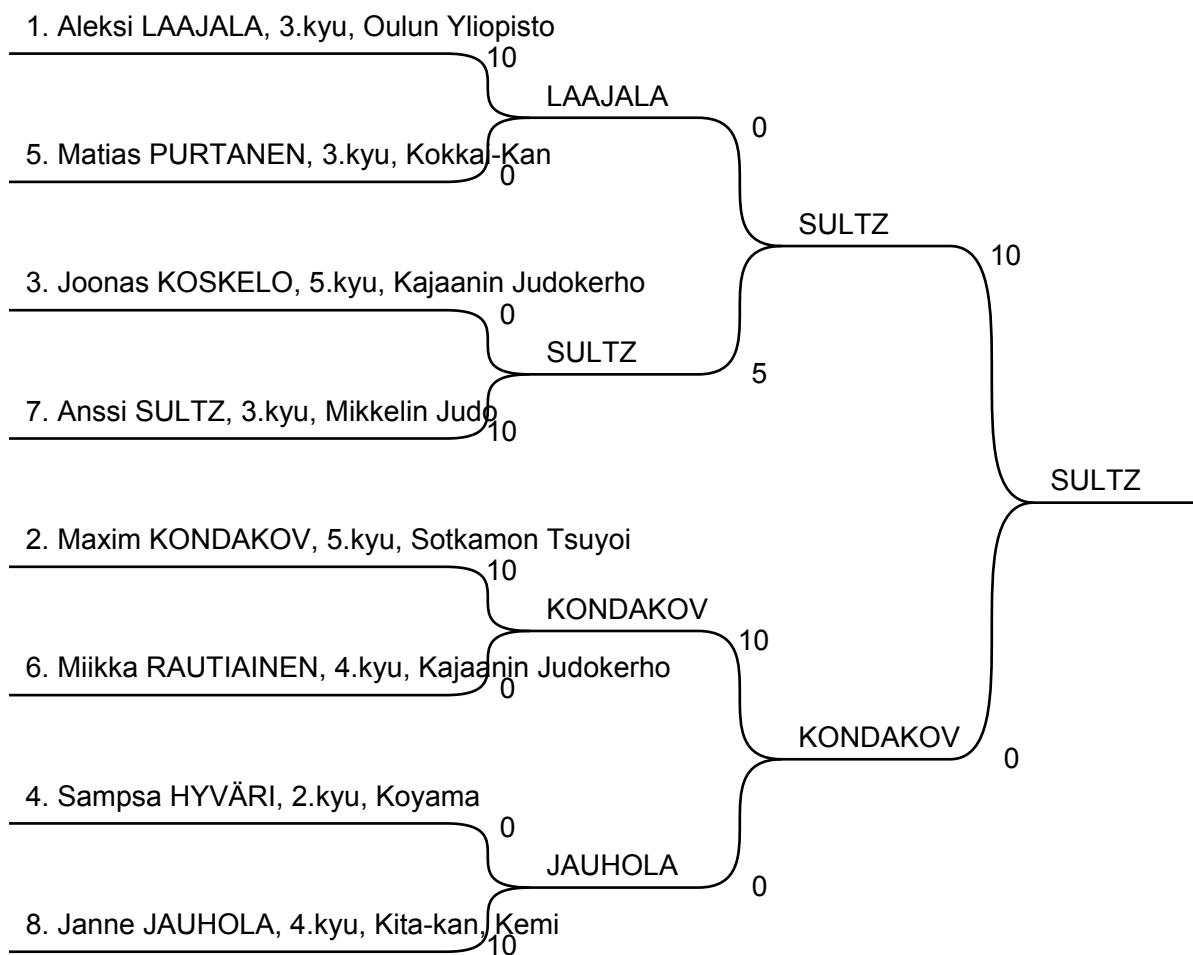 1. Aleksi LAAJALA, 3.kyu, Oulun Yliopisto
10
LAAJALA
0
5. Matias PURTANEN, 3.kyu, Kokkai-Kan
0
SULTZ
10
3. Joonas KOSKELO, 5.kyu, Kajaanin Judokerho
0
SULTZ
5
7. Anssi SULTZ, 3.kyu, Mikkelin Judo
10
SULTZ
2. Maxim KONDAKOV, 5.kyu, Sotkamon Tsuyoi
10
KONDAKOV
10
6. Miikka RAUTIAINEN, 4.kyu, Kajaanin Judokerho
0
KONDAKOV
0
4. Sampsa HYVÄRI, 2.kyu, Koyama
0
JAUHOLA
0
8. Janne JAUHOLA, 4.kyu, Kita-kan, Kemi
10